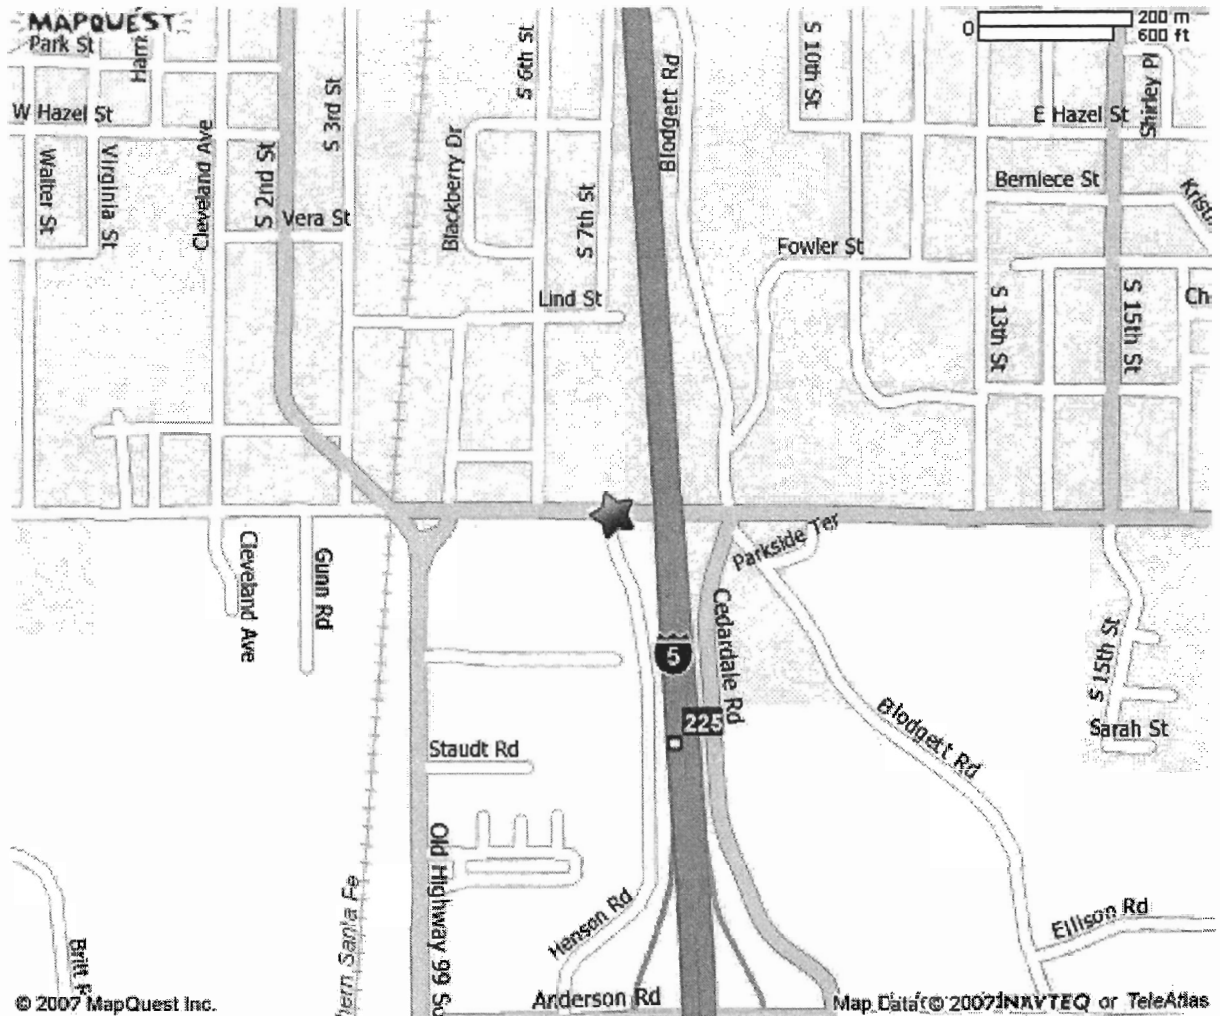 MAPQUEST
200 m
0
600 ft
Park St
Harri
S 3rd St
S 6th St
Blodgett Rd
S 10th St
Shirley Pl
W Hazel St
E Hazel St
Walter St
Virginia St
Cleveland Ave
S 2nd St
Vera St
Blackberry Dr
S 7th St
Berniece St
Fowler St
Lind St
S 13th St
S 15th St
Parkside Ter
Cleveland Ave
Gunn Rd
5
Cedardale Rd
225
S 15th St
Sarah St
Staudt Rd
Blodgett Rd
Old Highway 99 So
Henson Rd
Ellison Rd
Britt R
Anderson Rd
© 2007 MapQuest Inc.
Map Data © 2007 NAVTEQ or TeleAtlas